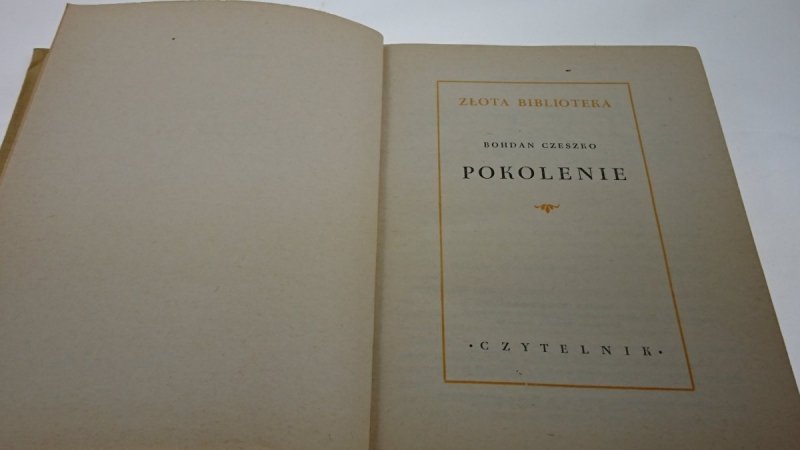 ZŁOTA BIBLIOTEKA
BOHDAN CZESZKO
POKOLENIE
• CZYTELNIK •